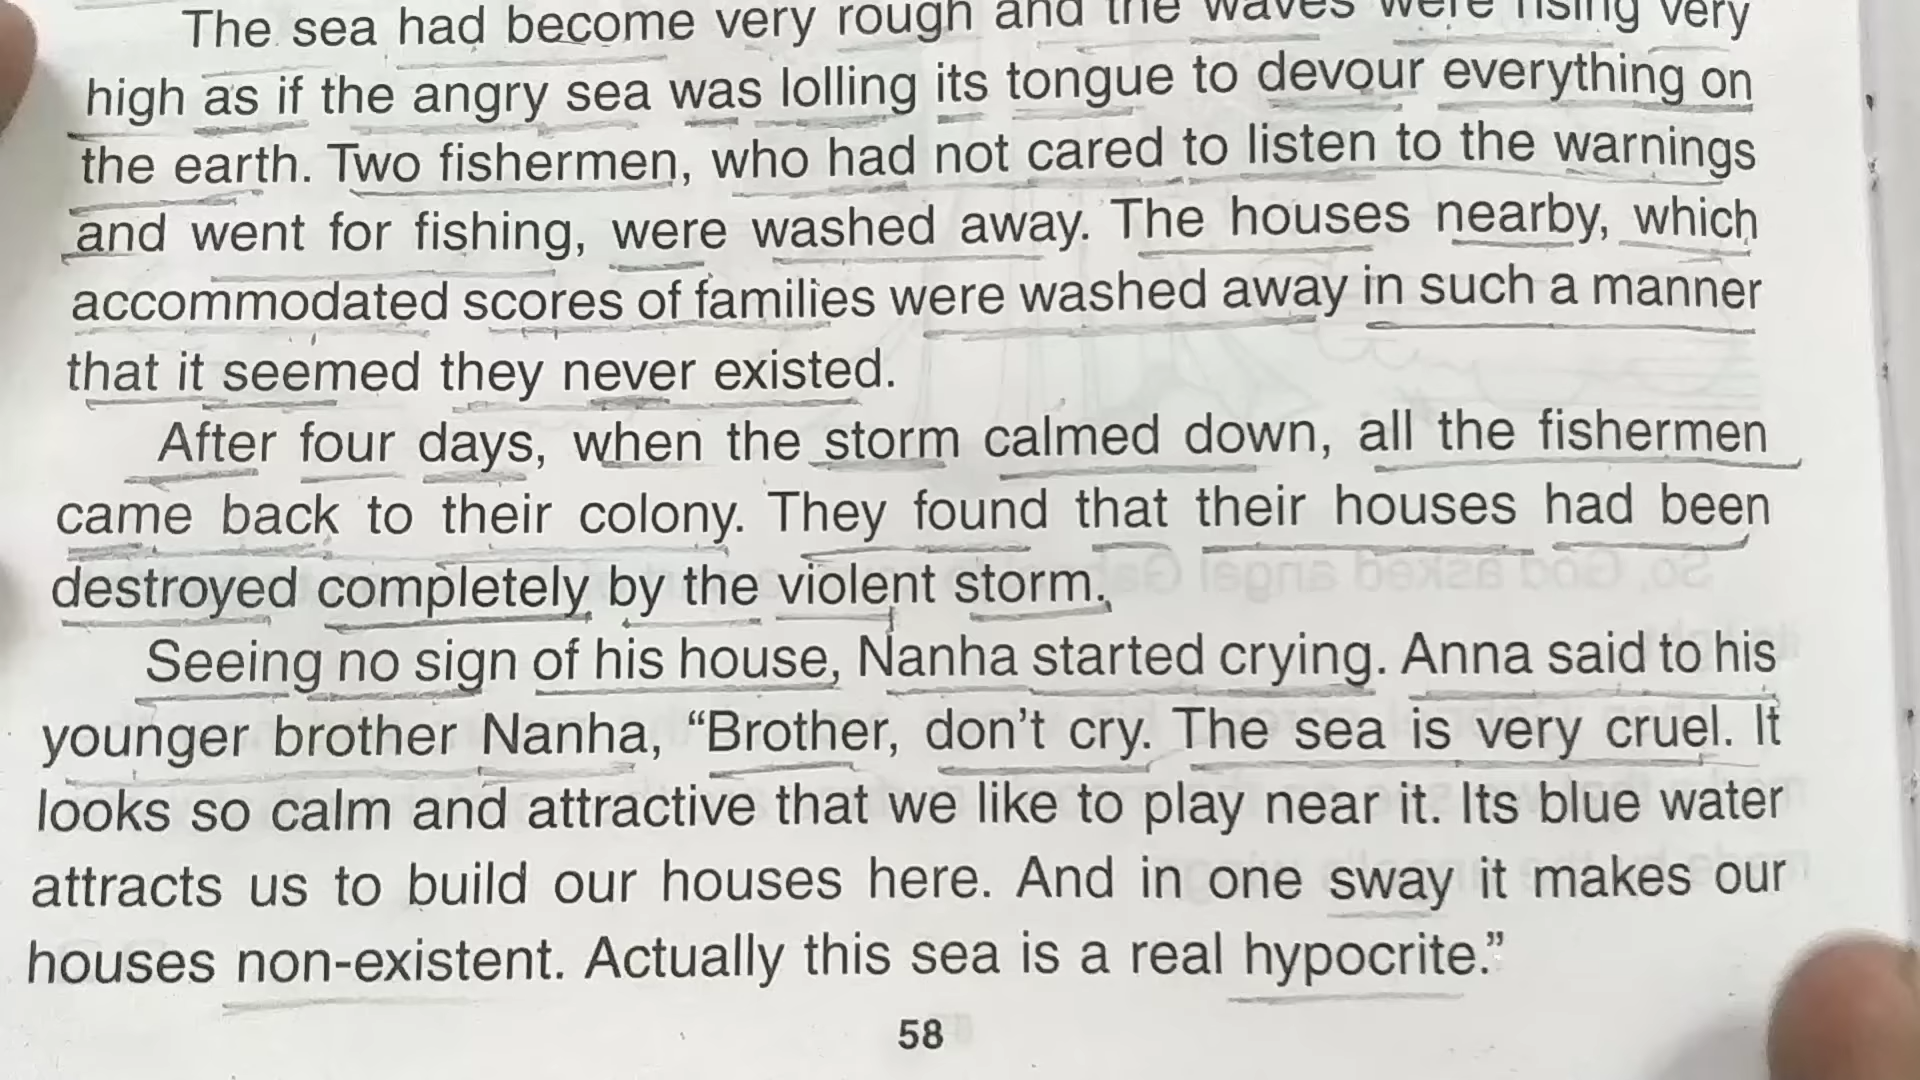 The sea had become very rough and the waves were rising very
high as if the angry sea was lolling its tongue to devour everything on
the earth. Two fishermen, who had not cared to listen to the warnings
and went for fishing, were washed away. The houses nearby, which
accommodated scores of families were washed away in such a manner
that it seemed they never existed.
After four days, when the storm calmed down, all the fishermen
came back to their colony. They found that their houses had been
destroyed completely by the violent storm.
Seeing no sign of his house, Nanha started crying. Anna said to his
younger brother Nanha, “Brother, don’t cry. The sea is very cruel. It
looks so calm and attractive that we like to play near it. Its blue water
attracts us to build our houses here. And in one sway it makes our
houses non-existent. Actually this sea is a real hypocrite.”
58